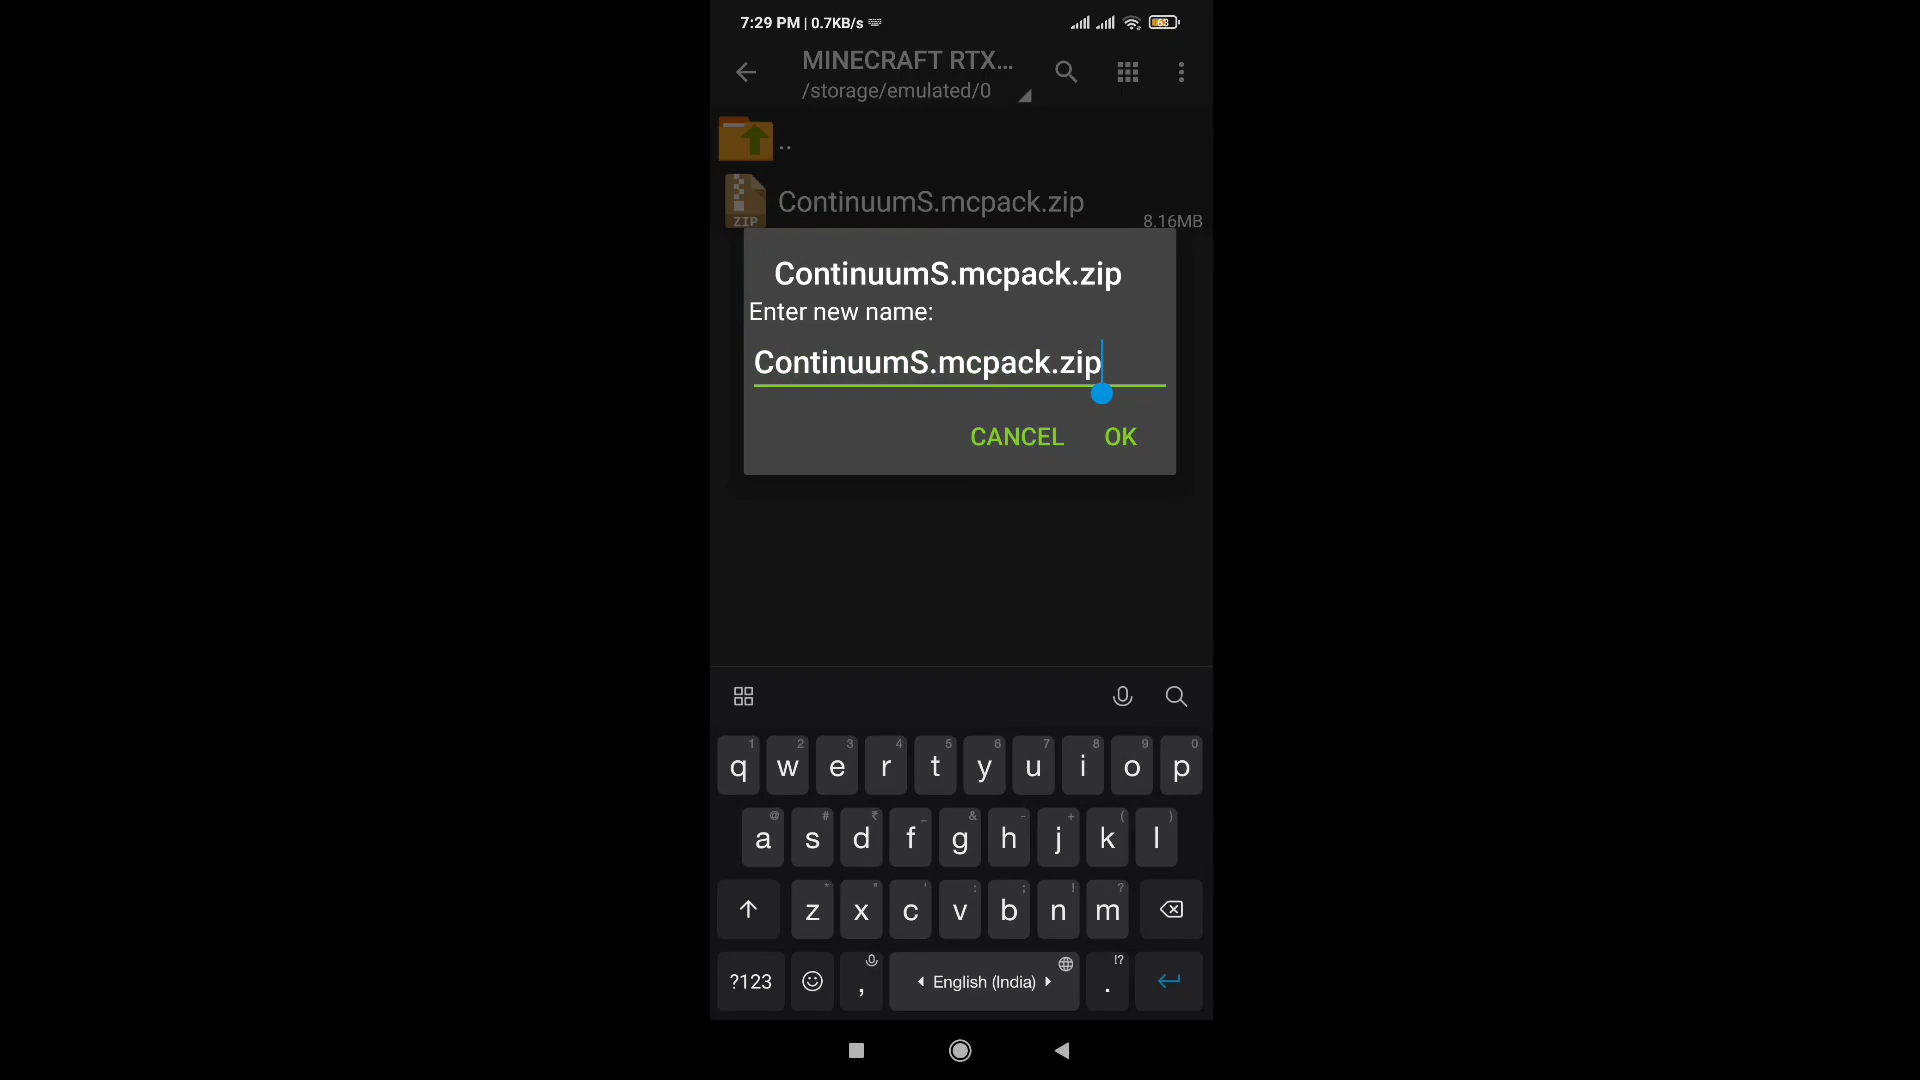 7:29 PM | 0.7KB/s
63
MINECRAFT RTX...
/storage/emulated/0
..
ContinuumS.mcpack.zip
ZIP
8.16MB
ContinuumS.mcpack.zip
Enter new name:
ContinuumS.mcpack.zip
CANCEL OK
1 2 3 4 5 6 7 8 9 0
q w e r t y u i o p
@ # ₹ _ & - + ( )
a s d f g h j k l
* " ' : ; ! ?
z x c v b n m
!?
?123 , English (India) .